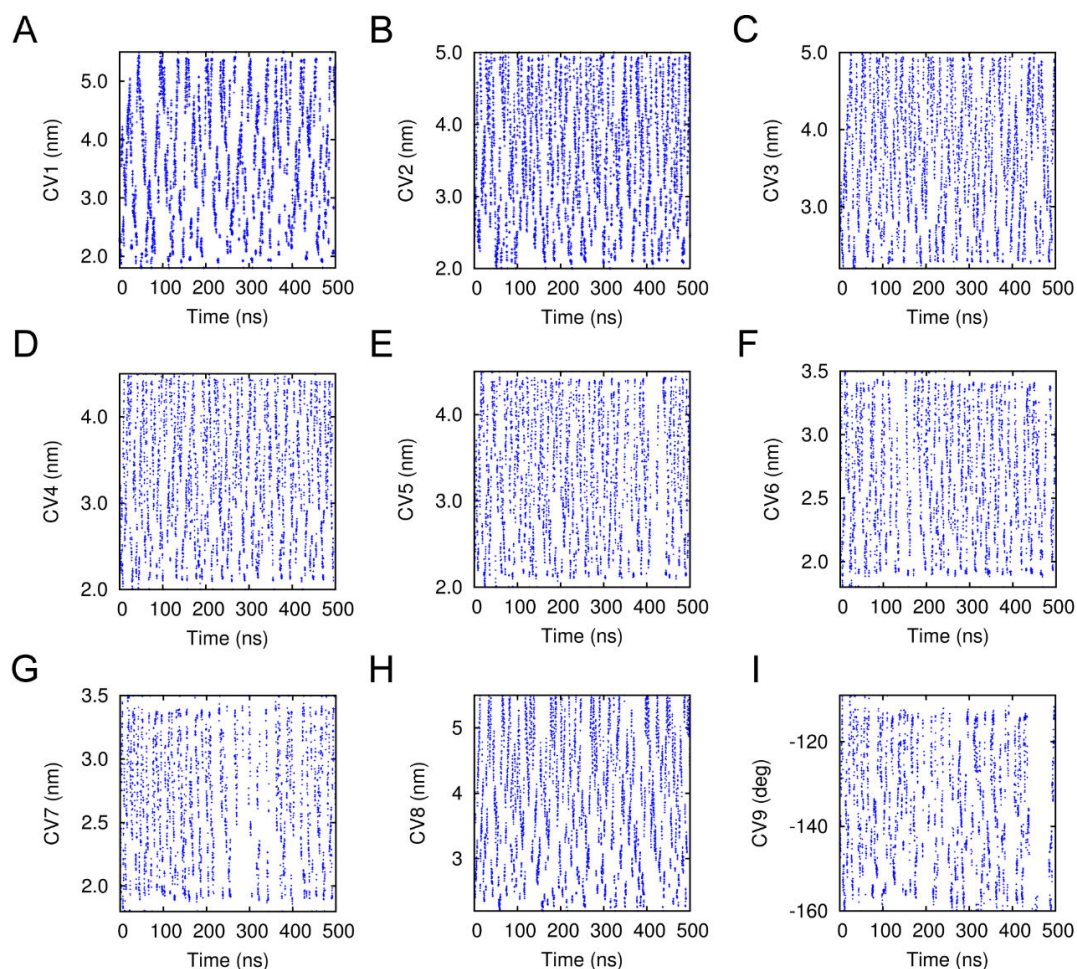 A
B
C
5.0
4.0
3.0
2.0
CV1 (nm)
0 100 200 300 400 500
Time (ns)
5.0
4.0
3.0
2.0
CV2 (nm)
0 100 200 300 400 500
Time (ns)
5.0
4.0
3.0
CV3 (nm)
0 100 200 300 400 500
Time (ns)
D
E
F
4.0
3.0
2.0
CV4 (nm)
0 100 200 300 400 500
Time (ns)
4.0
3.0
2.0
CV5 (nm)
0 100 200 300 400 500
Time (ns)
3.5
3.0
2.5
2.0
CV6 (nm)
0 100 200 300 400 500
Time (ns)
G
H
I
3.5
3.0
2.5
2.0
CV7 (nm)
0 100 200 300 400 500
Time (ns)
5
4
3
CV8 (nm)
0 100 200 300 400 500
Time (ns)
-120
-140
-160
CV9 (deg)
0 100 200 300 400 500
Time (ns)